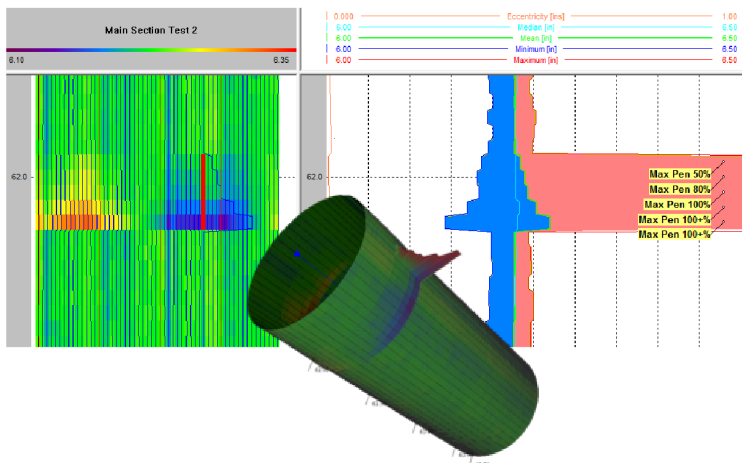 Main Section Test 2
6.10 6.35
0.000 Eccentricity [ins] 1.00
6.00 Median [in] 6.50
6.00 Mean [in] 6.50
6.00 Minimum [in] 6.50
6.00 Maximum [in] 6.50
62.0 62.0
Max Pen 50%
Max Pen 80%
Max Pen 100%
Max Pen 100+%
Max Pen 100+%